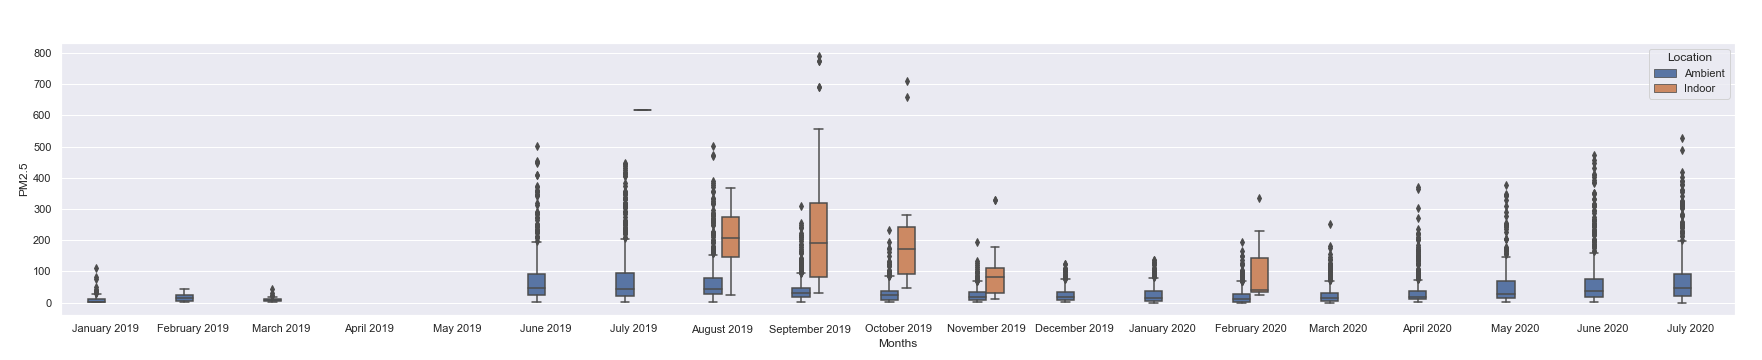 800
700
600
500
400
300
200
100
0
PM2.5
Location
Ambient
Indoor
January 2019 February 2019 March 2019 April 2019 May 2019 June 2019 July 2019 August 2019 September 2019 October 2019 November 2019 December 2019 January 2020 February 2020 March 2020 April 2020 May 2020 June 2020 July 2020
Months